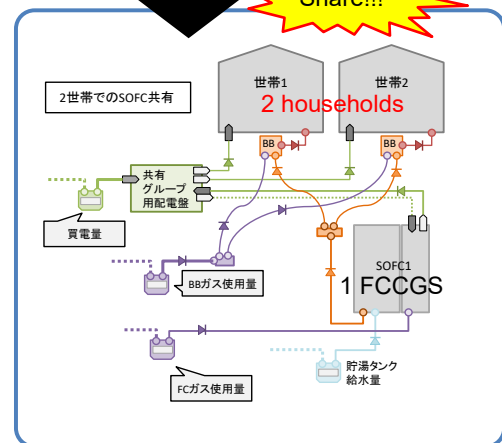 Share!!!
世帯1
世帯2
2世帯でのSOFC共有
2 households
BB
BB
共有
グループ
用配電盤
買電量
SOFC1
1 FCCGS
BBガス使用量
貯湯タンク
給水量
FCガス使用量